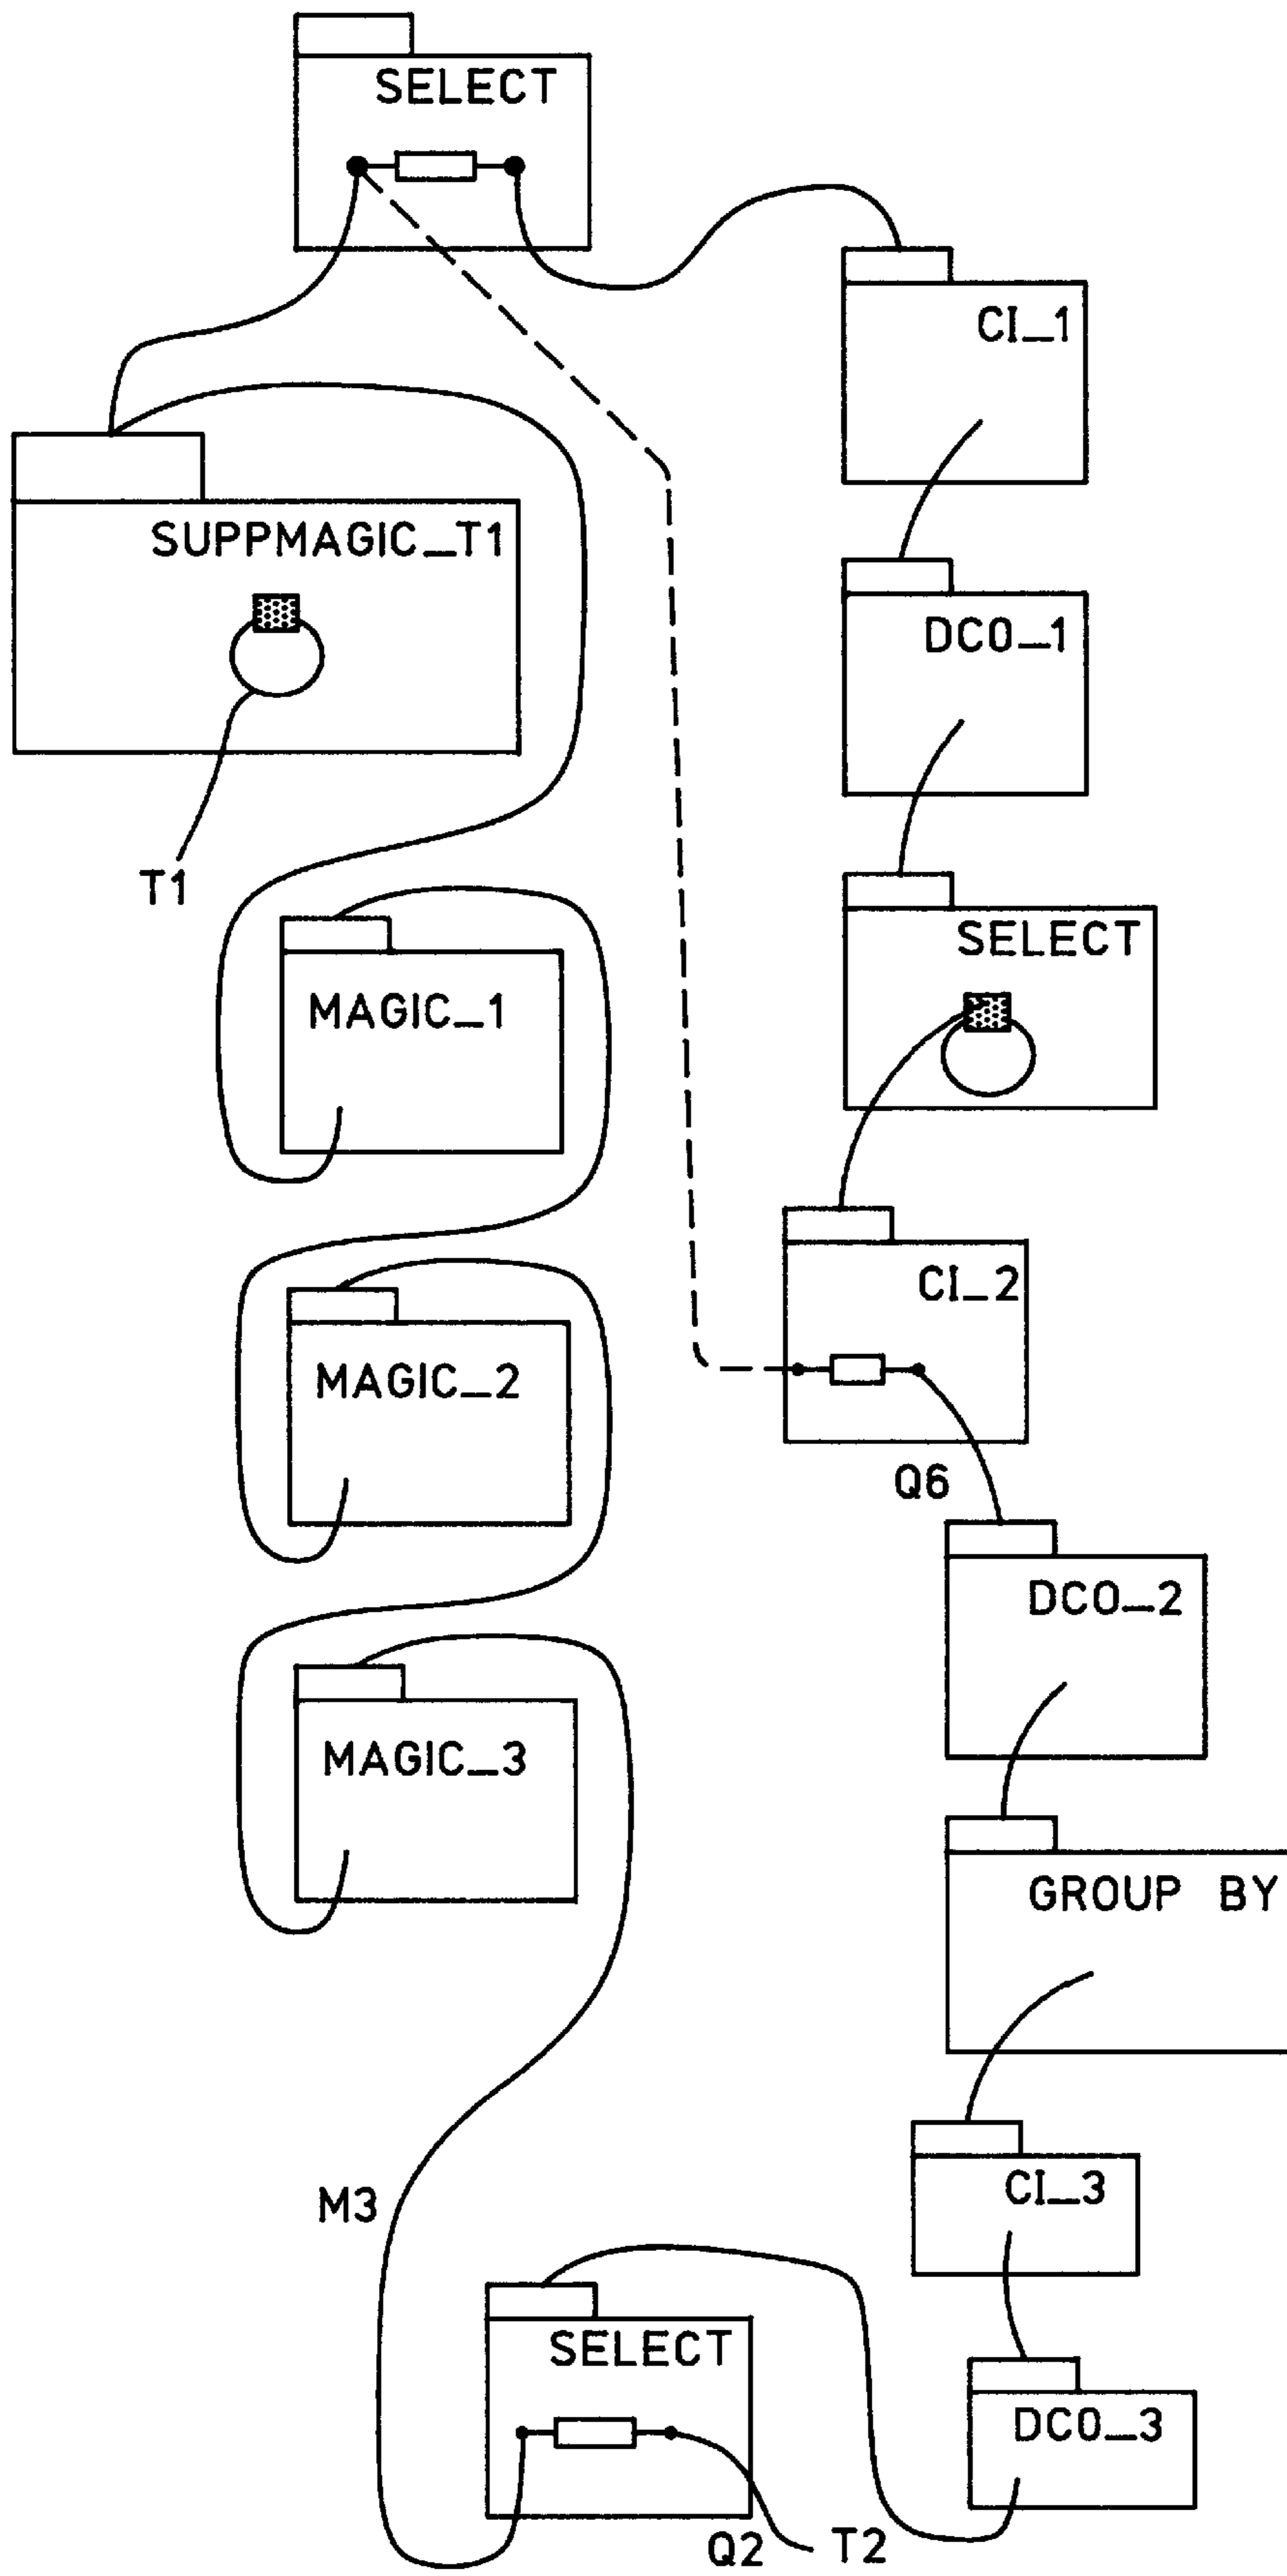 SELECT
CI_1
SUPPMAGIC_T1
DCO_1
T1
SELECT
MAGIC_1
CI_2
MAGIC_2
Q6
DCO_2
MAGIC_3
GROUP BY
M3
CI_3
SELECT
DCO_3
Q2
T2